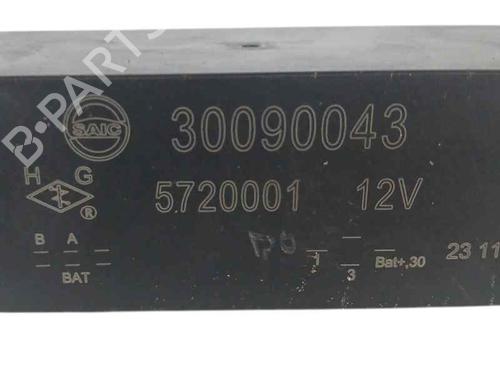 B-PARTS
SAIC
30090043
H G
5720001 12V
®
B A
BAT
1
3
Bat+,30
23 11